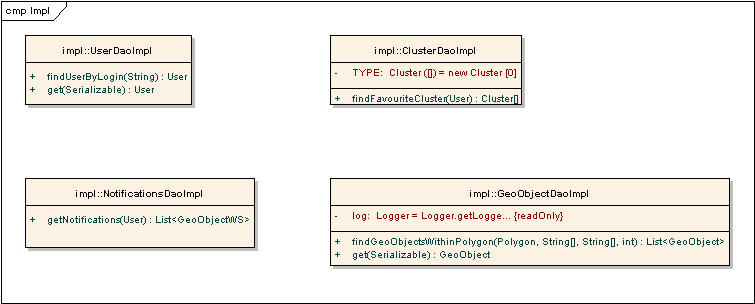 cmp Impl
impl::UserDaoImpl
+ findUserByLogin(String) : User
+ get(Serializable) : User
impl::ClusterDaoImpl
- TYPE: Cluster ([]) = new Cluster [0]
+ findFavouriteCluster(User) : Cluster[]
impl::NotificationsDaoImpl
+ getNotifications(User) : List<GeoObjectWS>
impl::GeoObjectDaoImpl
- log: Logger = Logger.getLogge... {readOnly}
+ findGeoObjectsWithinPolygon(Polygon, String[], String[], int) : List<GeoObject>
+ get(Serializable) : GeoObject